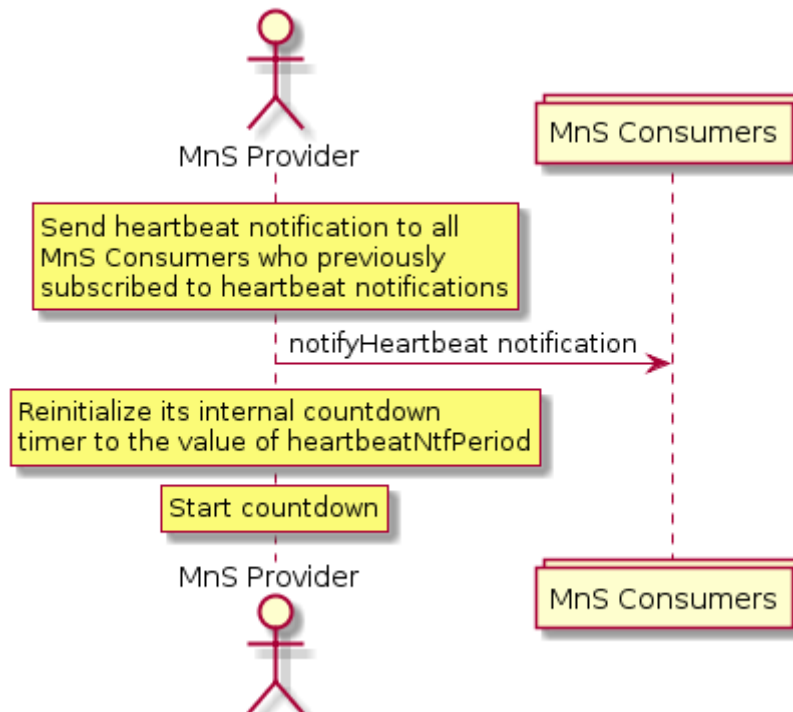 MnS Provider
MnS Consumers
Send heartbeat notification to all
MnS Consumers who previously
subscribed to heartbeat notifications
notifyHeartbeat notification
Reinitialize its internal countdown
timer to the value of heartbeatNtfPeriod
Start countdown
MnS Provider
MnS Consumers